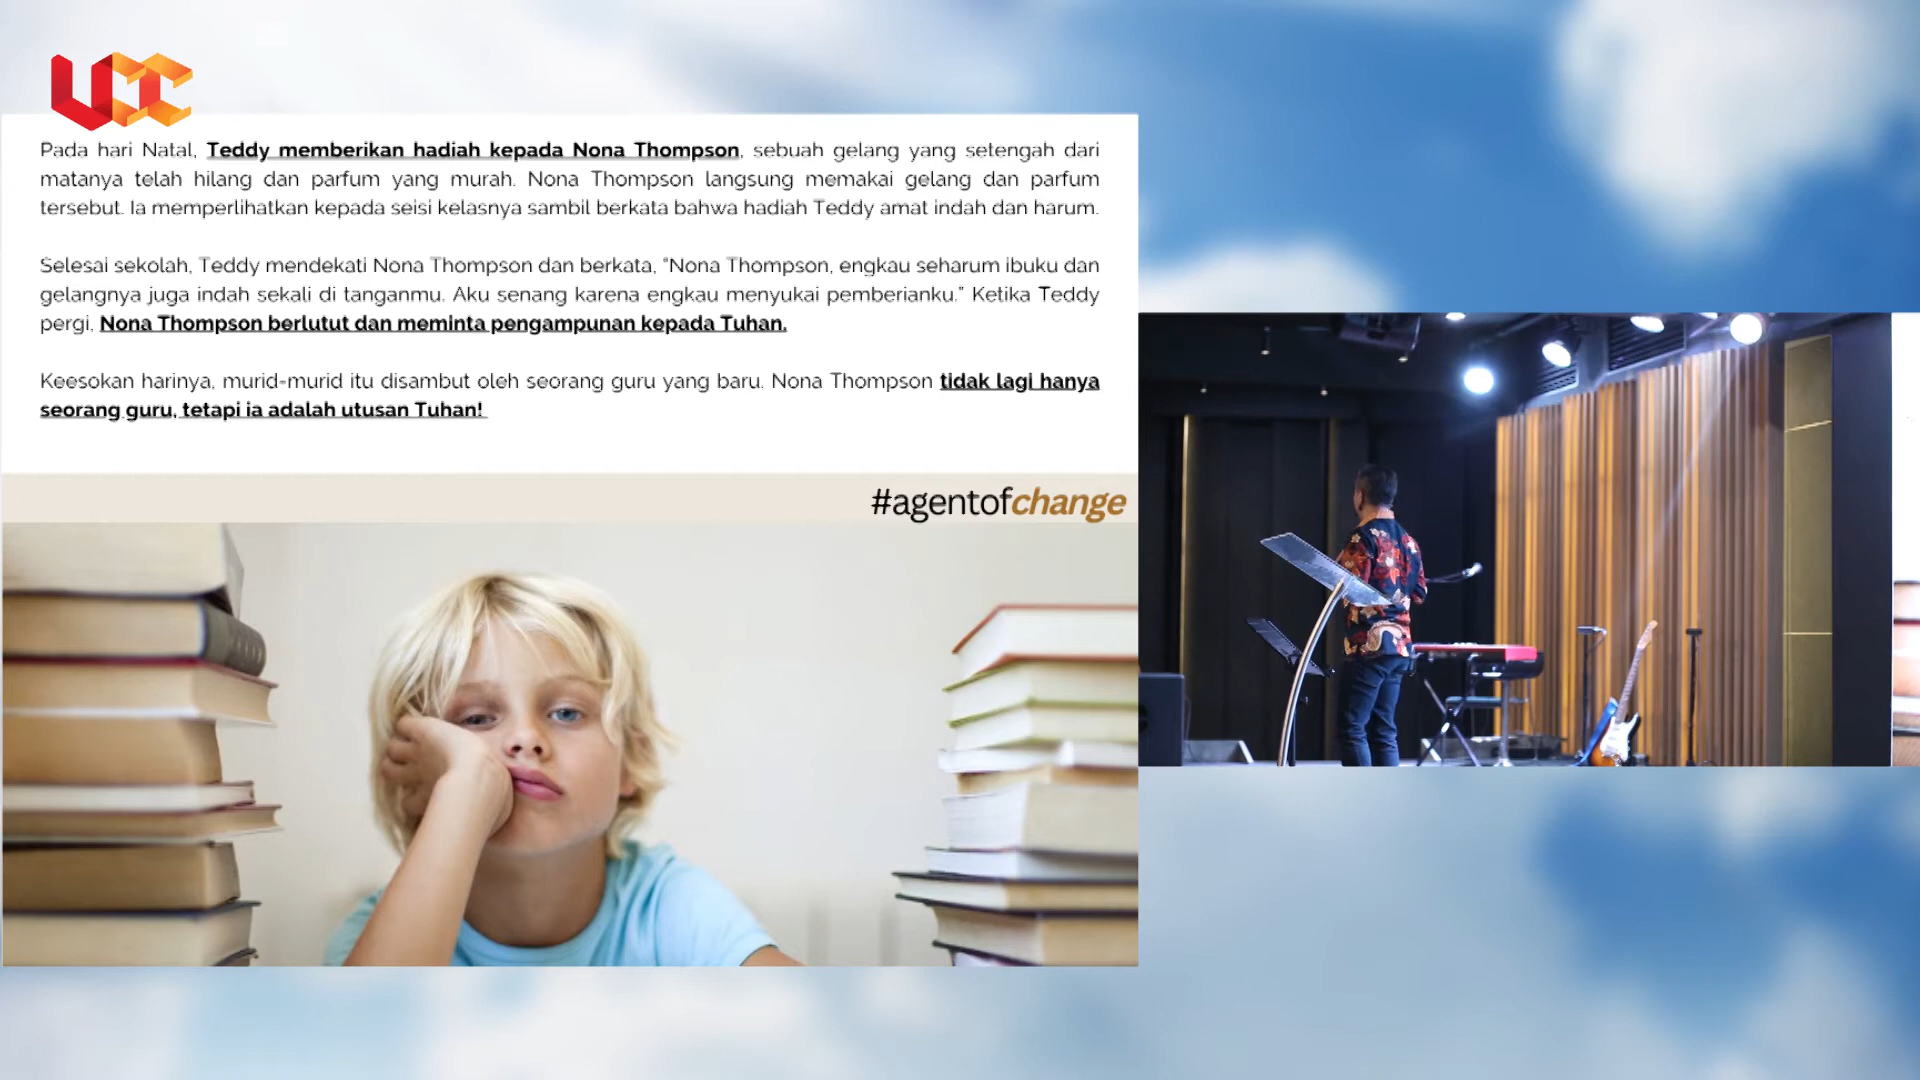 UCC
Pada hari Natal, Teddy memberikan hadiah kepada Nona Thompson, sebuah gelang yang setengah dari
matanya telah hilang dan parfum yang murah. Nona Thompson langsung memakai gelang dan parfum
tersebut. Ia memperlihatkan kepada seisi kelasnya sambil berkata bahwa hadiah Teddy amat indah dan harum.
Selesai sekolah, Teddy mendekati Nona Thompson dan berkata, "Nona Thompson, engkau seharum ibuku dan
gelangnya juga indah sekali di tanganmu. Aku senang karena engkau menyukai pemberianku." Ketika Teddy
pergi, Nona Thompson berlutut dan meminta pengampunan kepada Tuhan.
Keesokan harinya, murid-murid itu disambut oleh seorang guru yang baru. Nona Thompson tidak lagi hanya
seorang guru, tetapi ia adalah utusan Tuhan!
#agentofchange